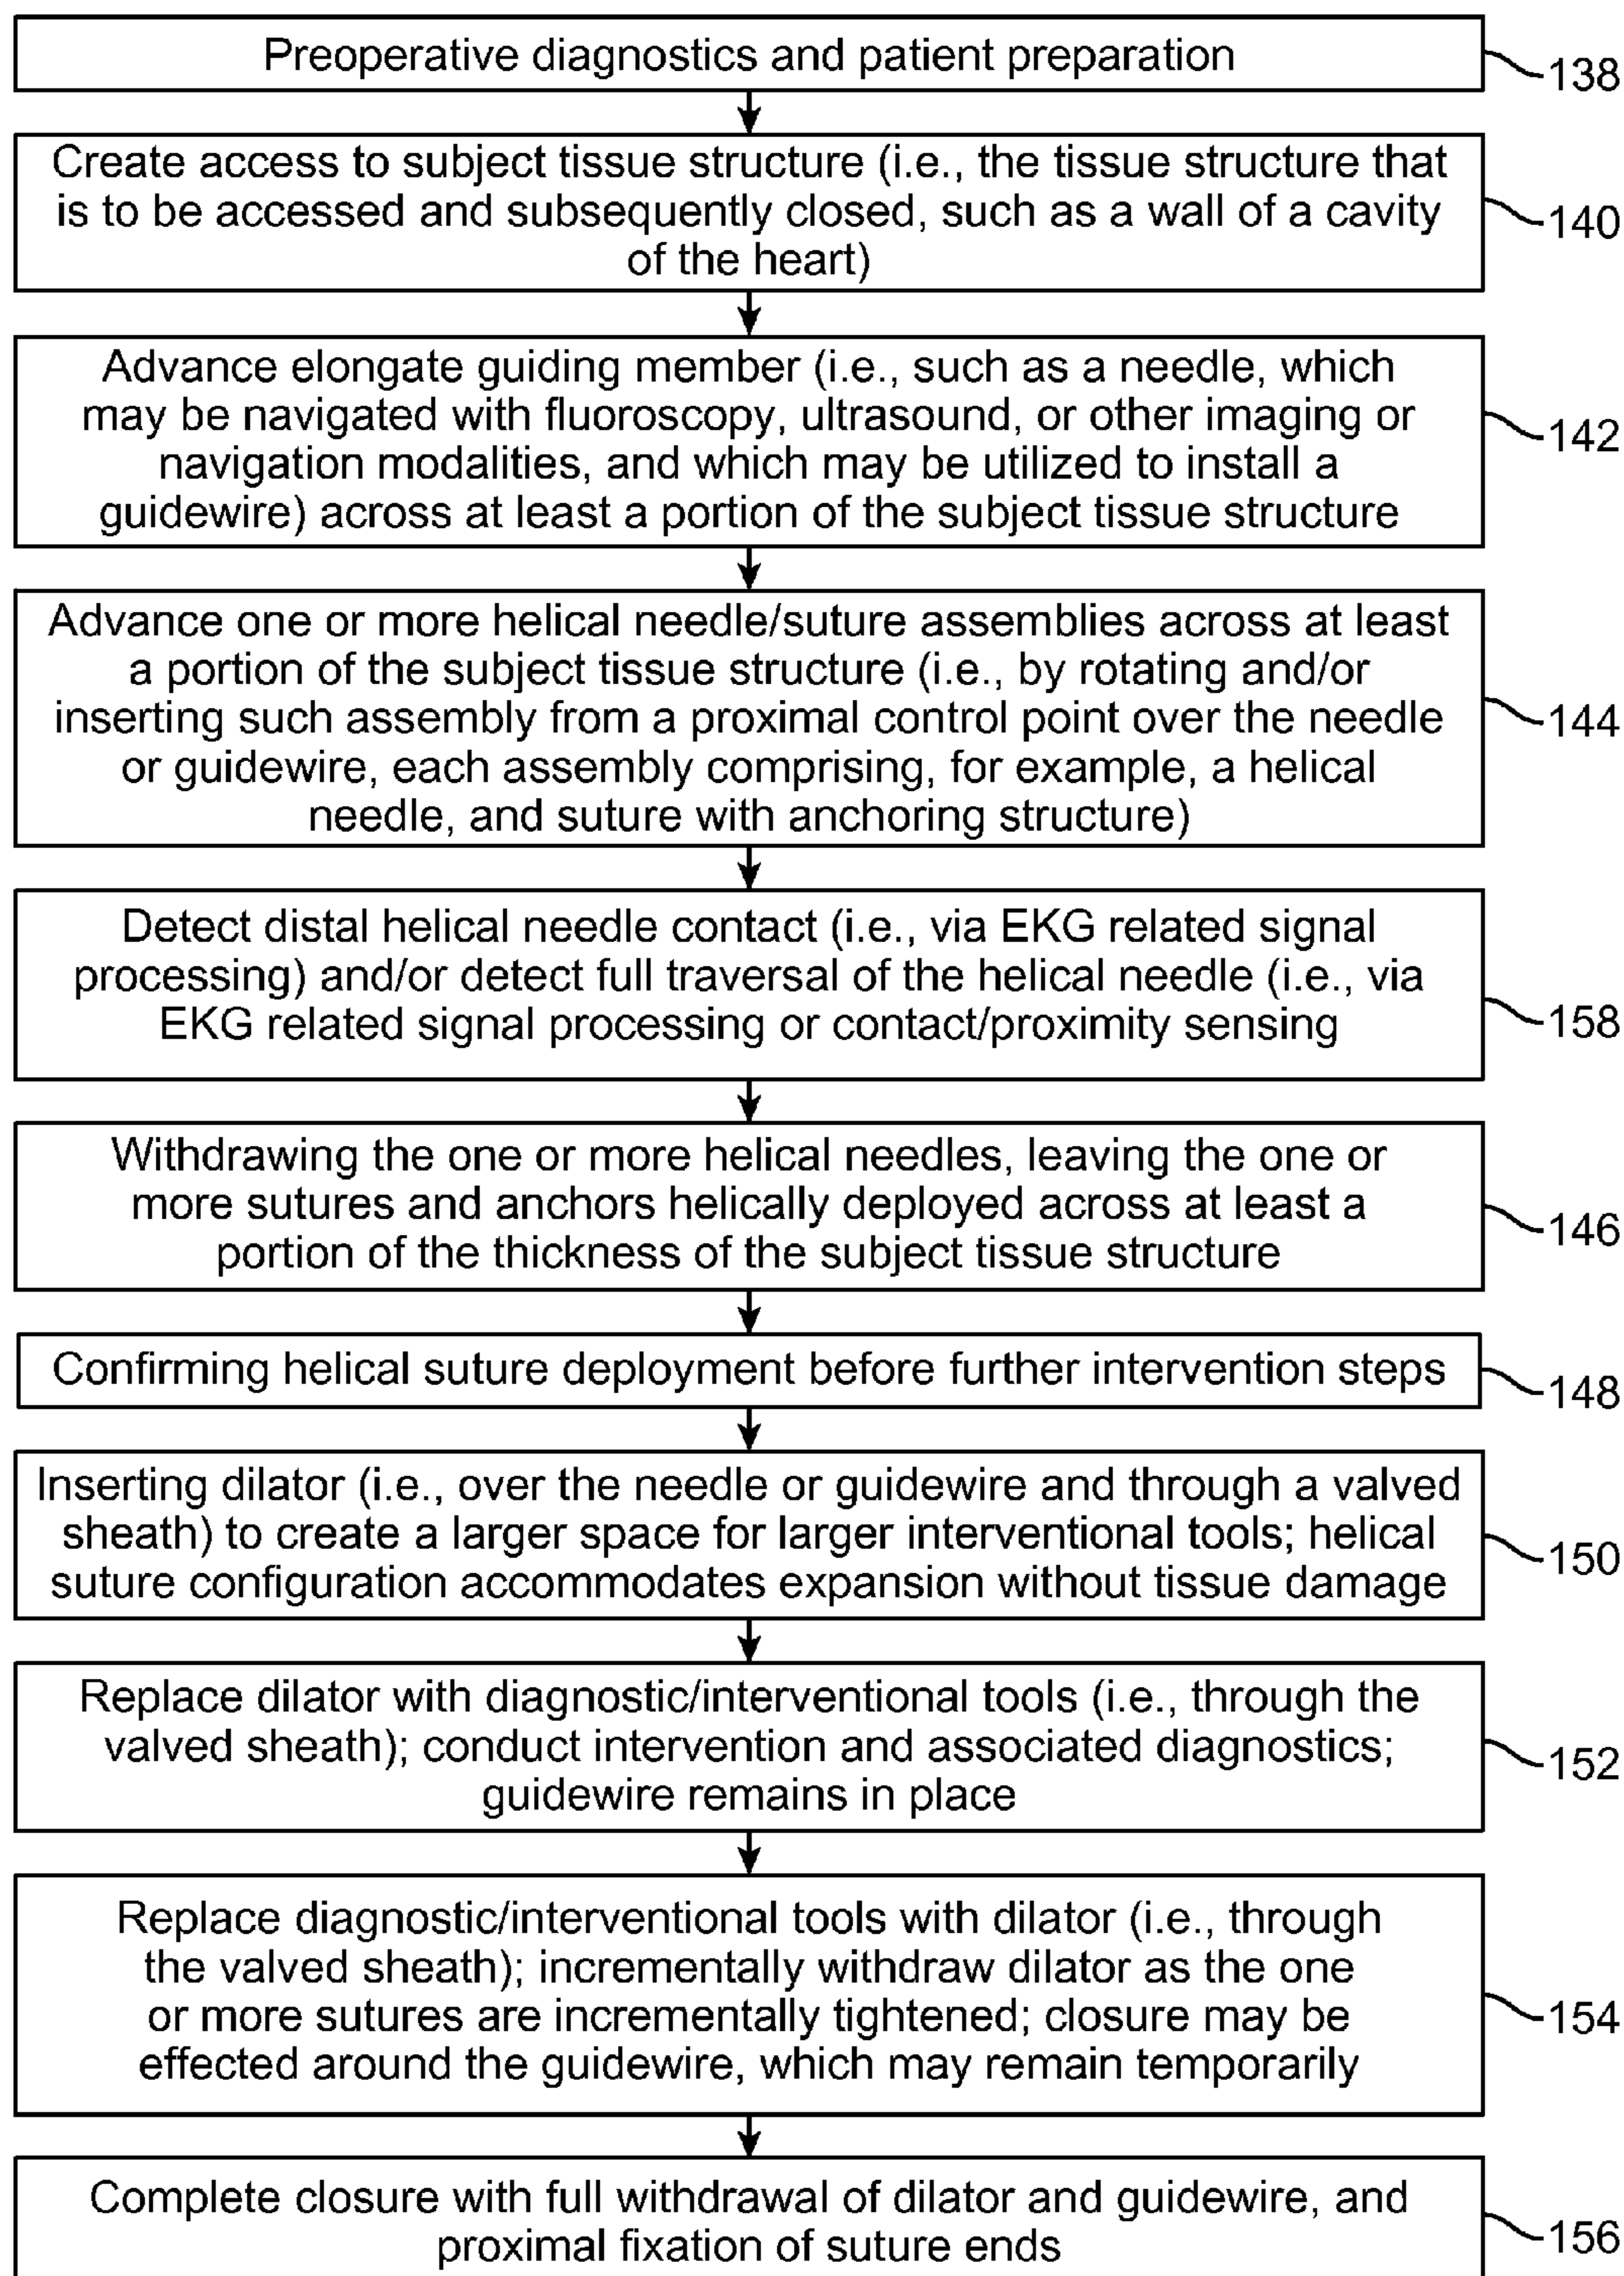 Preoperative diagnostics and patient preparation
138
Create access to subject tissue structure (i.e., the tissue structure that
is to be accessed and subsequently closed, such as a wall of a cavity
of the heart)
140
Advance elongate guiding member (i.e., such as a needle, which
may be navigated with fluoroscopy, ultrasound, or other imaging or
navigation modalities, and which may be utilized to install a
guidewire) across at least a portion of the subject tissue structure
142
Advance one or more helical needle/suture assemblies across at least
a portion of the subject tissue structure (i.e., by rotating and/or
inserting such assembly from a proximal control point over the needle
or guidewire, each assembly comprising, for example, a helical
needle, and suture with anchoring structure)
144
Detect distal helical needle contact (i.e., via EKG related signal
processing) and/or detect full traversal of the helical needle (i.e., via
EKG related signal processing or contact/proximity sensing
158
Withdrawing the one or more helical needles, leaving the one or
more sutures and anchors helically deployed across at least a
portion of the thickness of the subject tissue structure
146
Confirming helical suture deployment before further intervention steps
148
Inserting dilator (i.e., over the needle or guidewire and through a valved
sheath) to create a larger space for larger interventional tools; helical
suture configuration accommodates expansion without tissue damage
150
Replace dilator with diagnostic/interventional tools (i.e., through the
valved sheath); conduct intervention and associated diagnostics;
guidewire remains in place
152
Replace diagnostic/interventional tools with dilator (i.e., through
the valved sheath); incrementally withdraw dilator as the one
or more sutures are incrementally tightened; closure may be
effected around the guidewire, which may remain temporarily
154
Complete closure with full withdrawal of dilator and guidewire, and
proximal fixation of suture ends
156